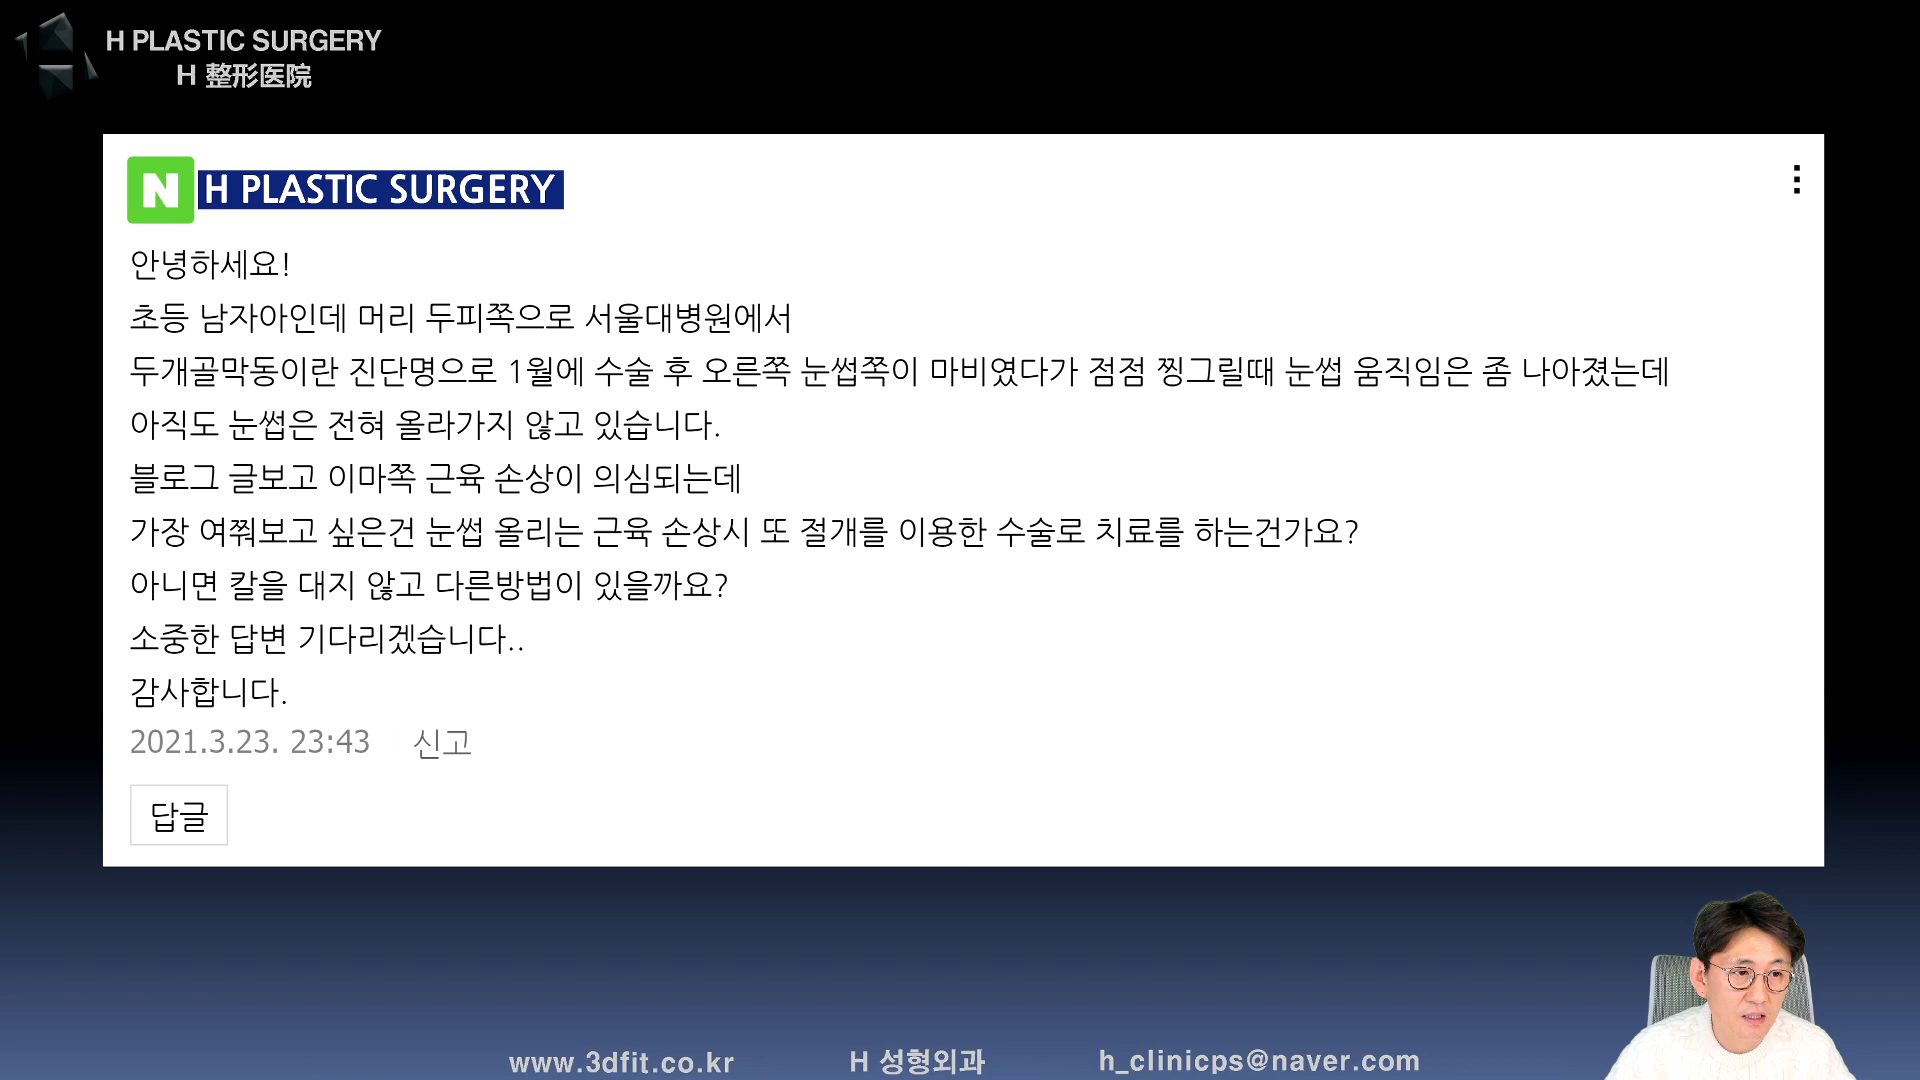 H PLASTIC SURGERY
H 整形医院
N H PLASTIC SURGERY
안녕하세요!
초등 남자아인데 머리 두피쪽으로 서울대병원에서
두개골막동이란 진단명으로 1월에 수술 후 오른쪽 눈썹쪽이 마비였다가 점점 찡그릴때 눈썹 움직임은 좀 나아졌는데
아직도 눈썹은 전혀 올라가지 않고 있습니다.
블로그 글보고 이마쪽 근육 손상이 의심되는데
가장 여쭤보고 싶은건 눈썹 올리는 근육 손상시 또 절개를 이용한 수술로 치료를 하는건가요?
아니면 칼을 대지 않고 다른방법이 있을까요?
소중한 답변 기다리겠습니다..
감사합니다.
2021.3.23. 23:43 신고
답글
www.3dfit.co.kr H 성형외과 h_clinicps@naver.com